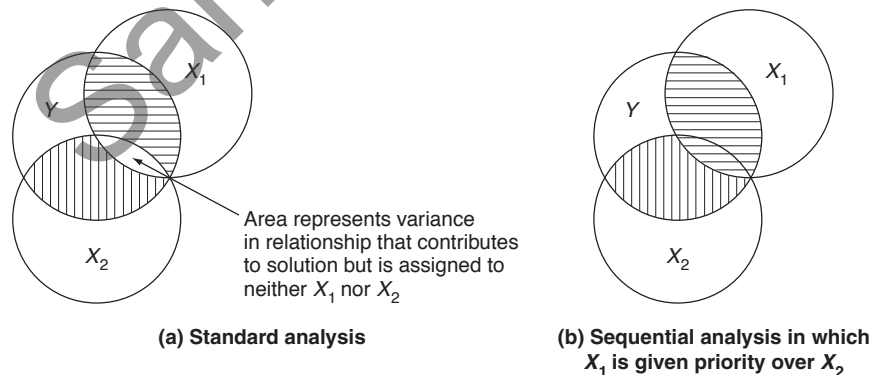 X1
Y
X2
Area represents variance
in relationship that contributes
to solution but is assigned to
neither X1 nor X2
(a) Standard analysis
X1
Y
X2
(b) Sequential analysis in which
X1 is given priority over X2